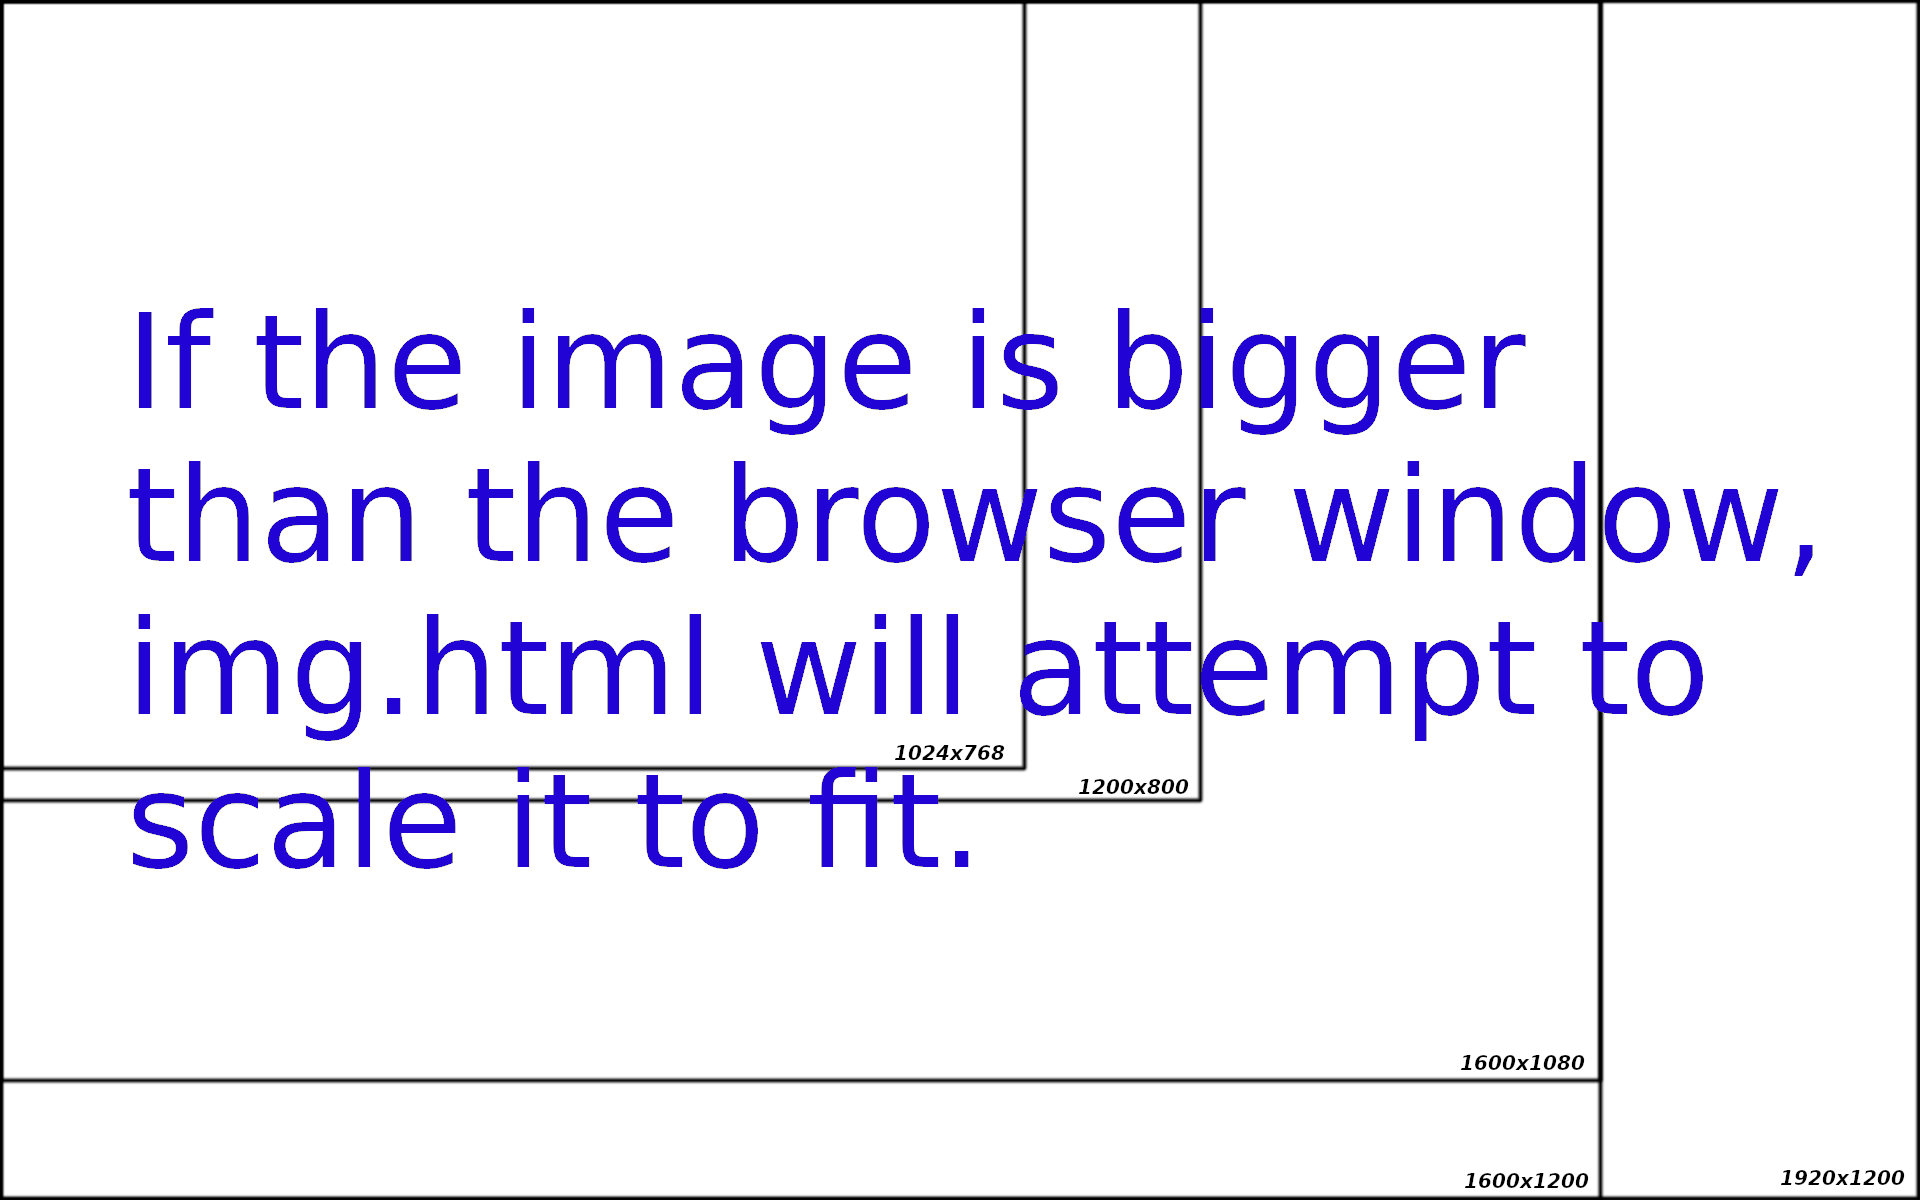 If the image is bigger
than the browser window,
img.html will attempt to
1024x768
1200x800
scale it to fit.
1600x1080
1600x1200
1920x1200